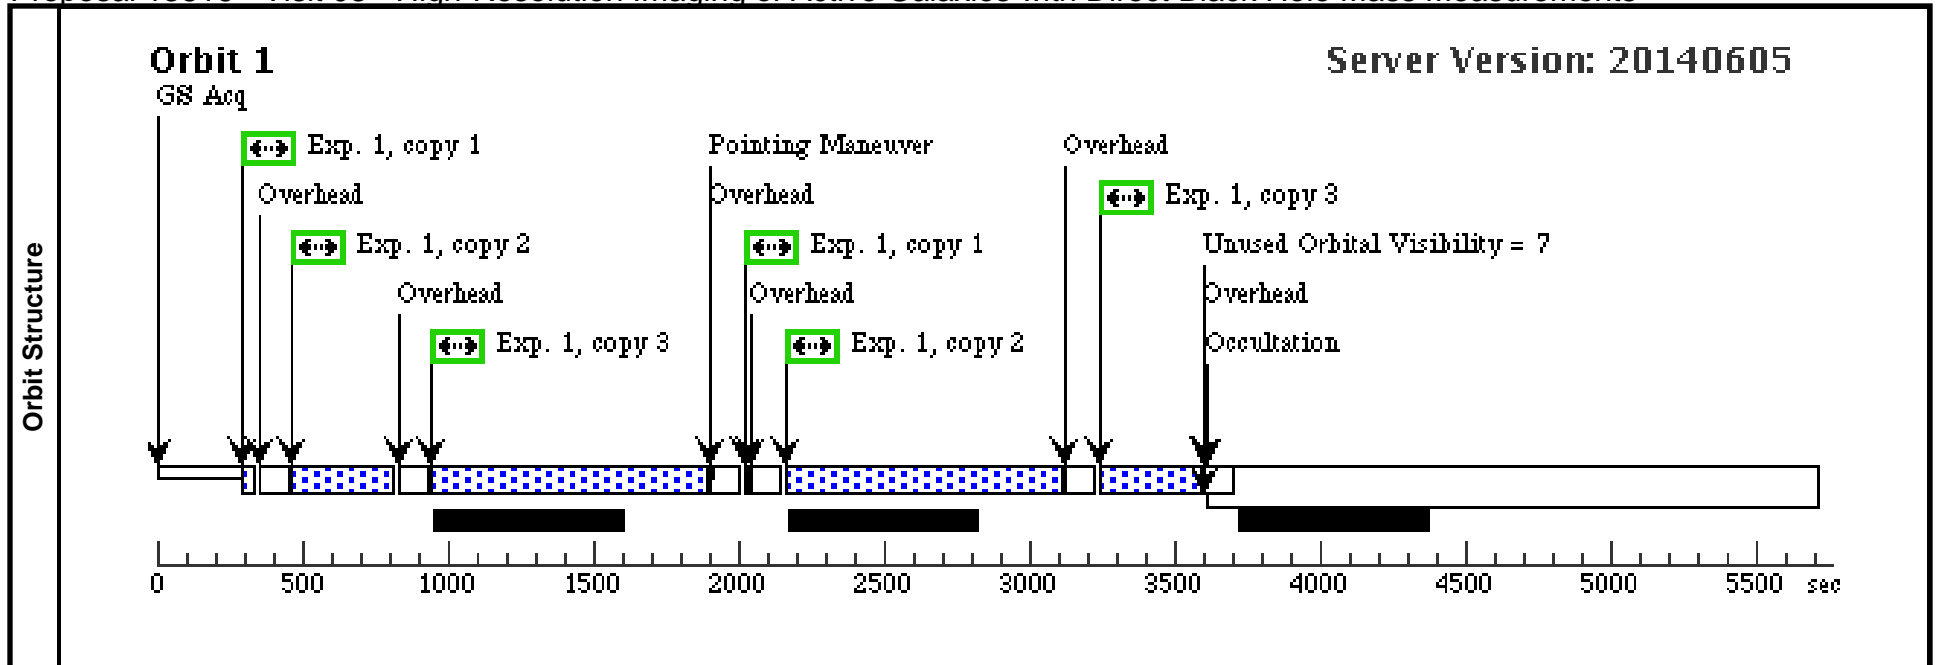 Orbit 1
Server Version: 20140605
GS Acq
Exp. 1, copy 1
Pointing Maneuver
Overhead
Overhead
Overhead
Exp. 1, copy 3
Exp. 1, copy 2
Exp. 1, copy 1
Unused Orbital Visibility = 7
Overhead
Overhead
Overhead
Exp. 1, copy 3
Exp. 1, copy 2
Occultation
Orbit Structure
0 500 1000 1500 2000 2500 3000 3500 4000 4500 5000 5500 sec